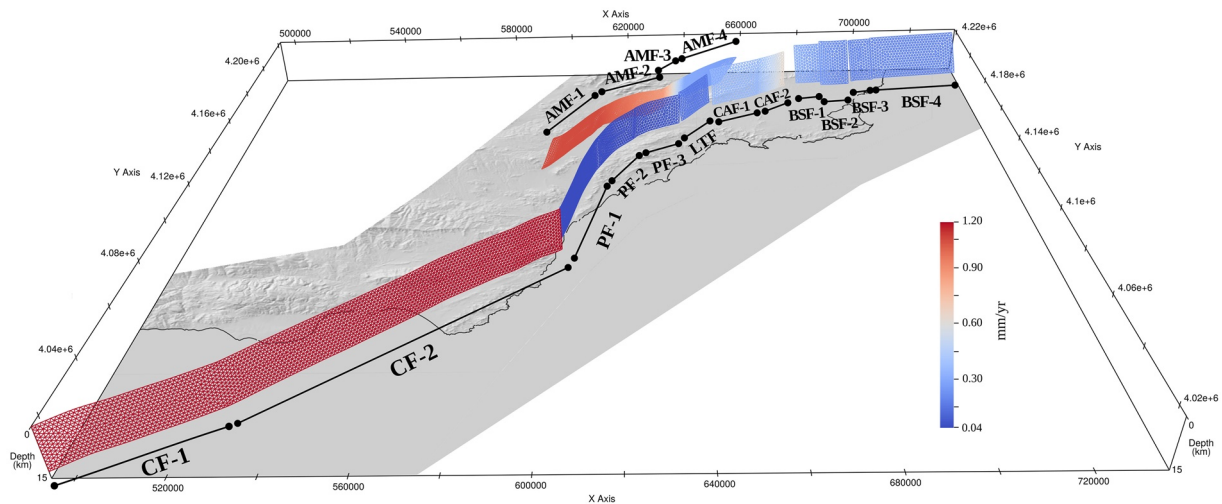 X Axis
500000
540000
580000
620000
660000
700000
4.22e+6
4.20e+6
4.18e+6
4.16e+6
4.14e+6
Y Axis
Y Axis
4.12e+6
4.1e+6
4.08e+6
4.06e+6
4.04e+6
4.02e+6
AMF-1
AMF-2
AMF-3
AMF-4
CAF-1
CAF-2
BSF-1
BSF-2
BSF-3
BSF-4
LTF
PF-3
PF-2
PF-1
CF-2
CF-1
1.20
0.90
0.60
0.30
0.04
mm/yr
0
Depth
(km)
15
0
Depth
(km)
15
520000
560000
600000
640000
680000
720000
X Axis